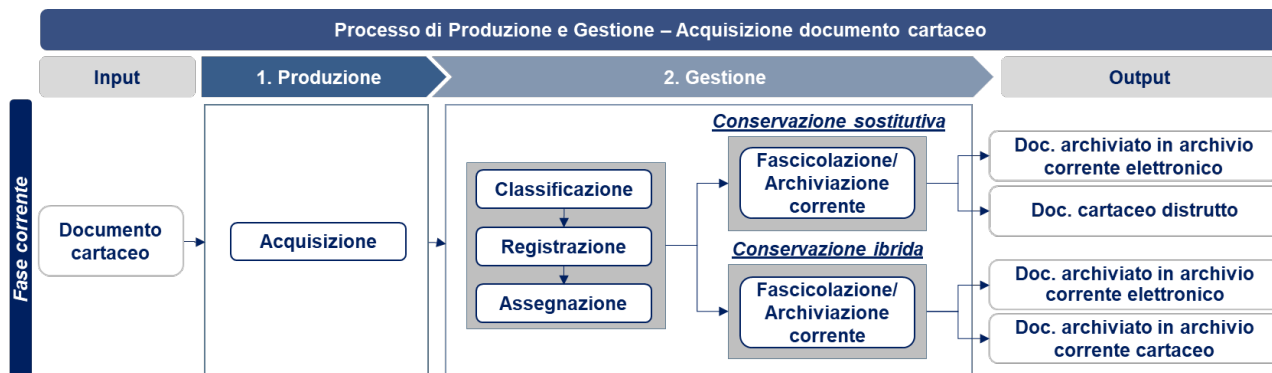 Processo di Produzione e Gestione – Acquisizione documento cartaceo
Input
1. Produzione
2. Gestione
Output
Fase corrente
Documento
cartaceo
Acquisizione
Classificazione
Registrazione
Assegnazione
Conservazione sostitutiva
Fascicolazione/
Archiviazione
corrente
Conservazione ibrida
Fascicolazione/
Archiviazione
corrente
Doc. archiviato in archivio
corrente elettronico
Doc. cartaceo distrutto
Doc. archiviato in archivio
corrente elettronico
Doc. archiviato in archivio
corrente cartaceo